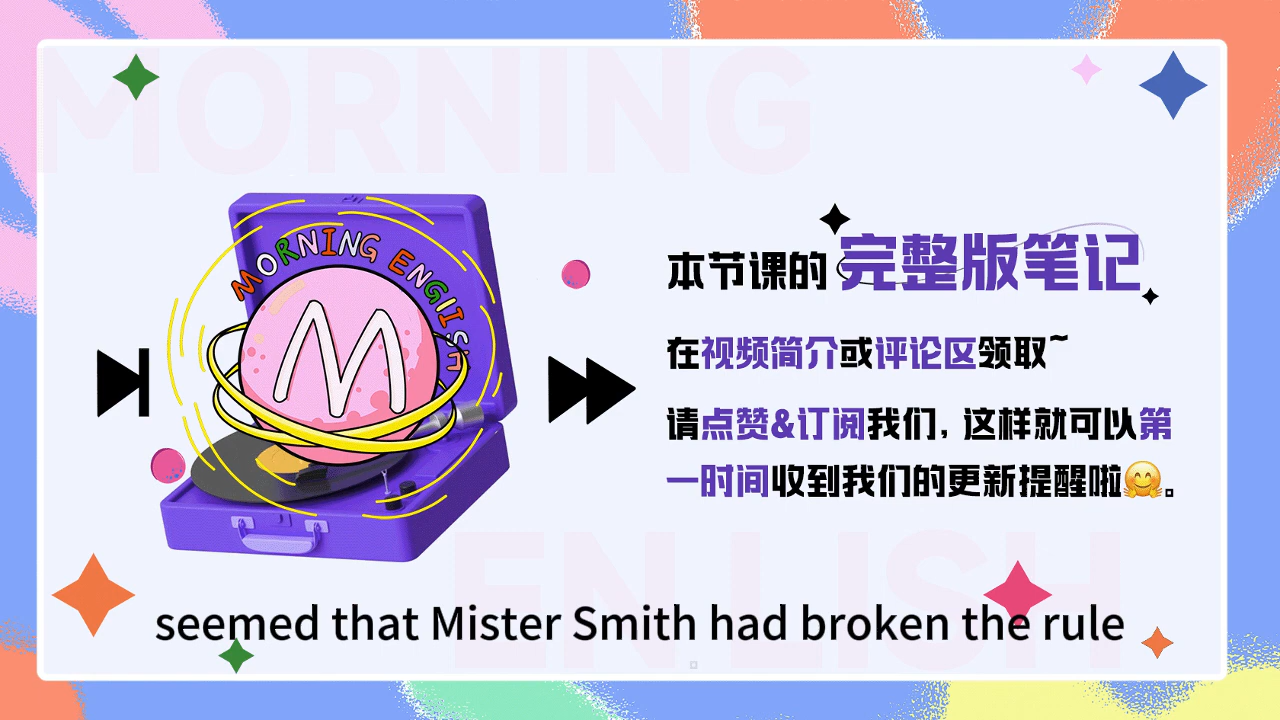 MORNING
MORNING ENGLISH
M
本节课的 完整版笔记
在视频简介或评论区领取~
请点赞&订阅我们, 这样就可以第
一时间收到我们的更新提醒啦🤗。
EN LISH
seemed that Mister Smith had broken the rule